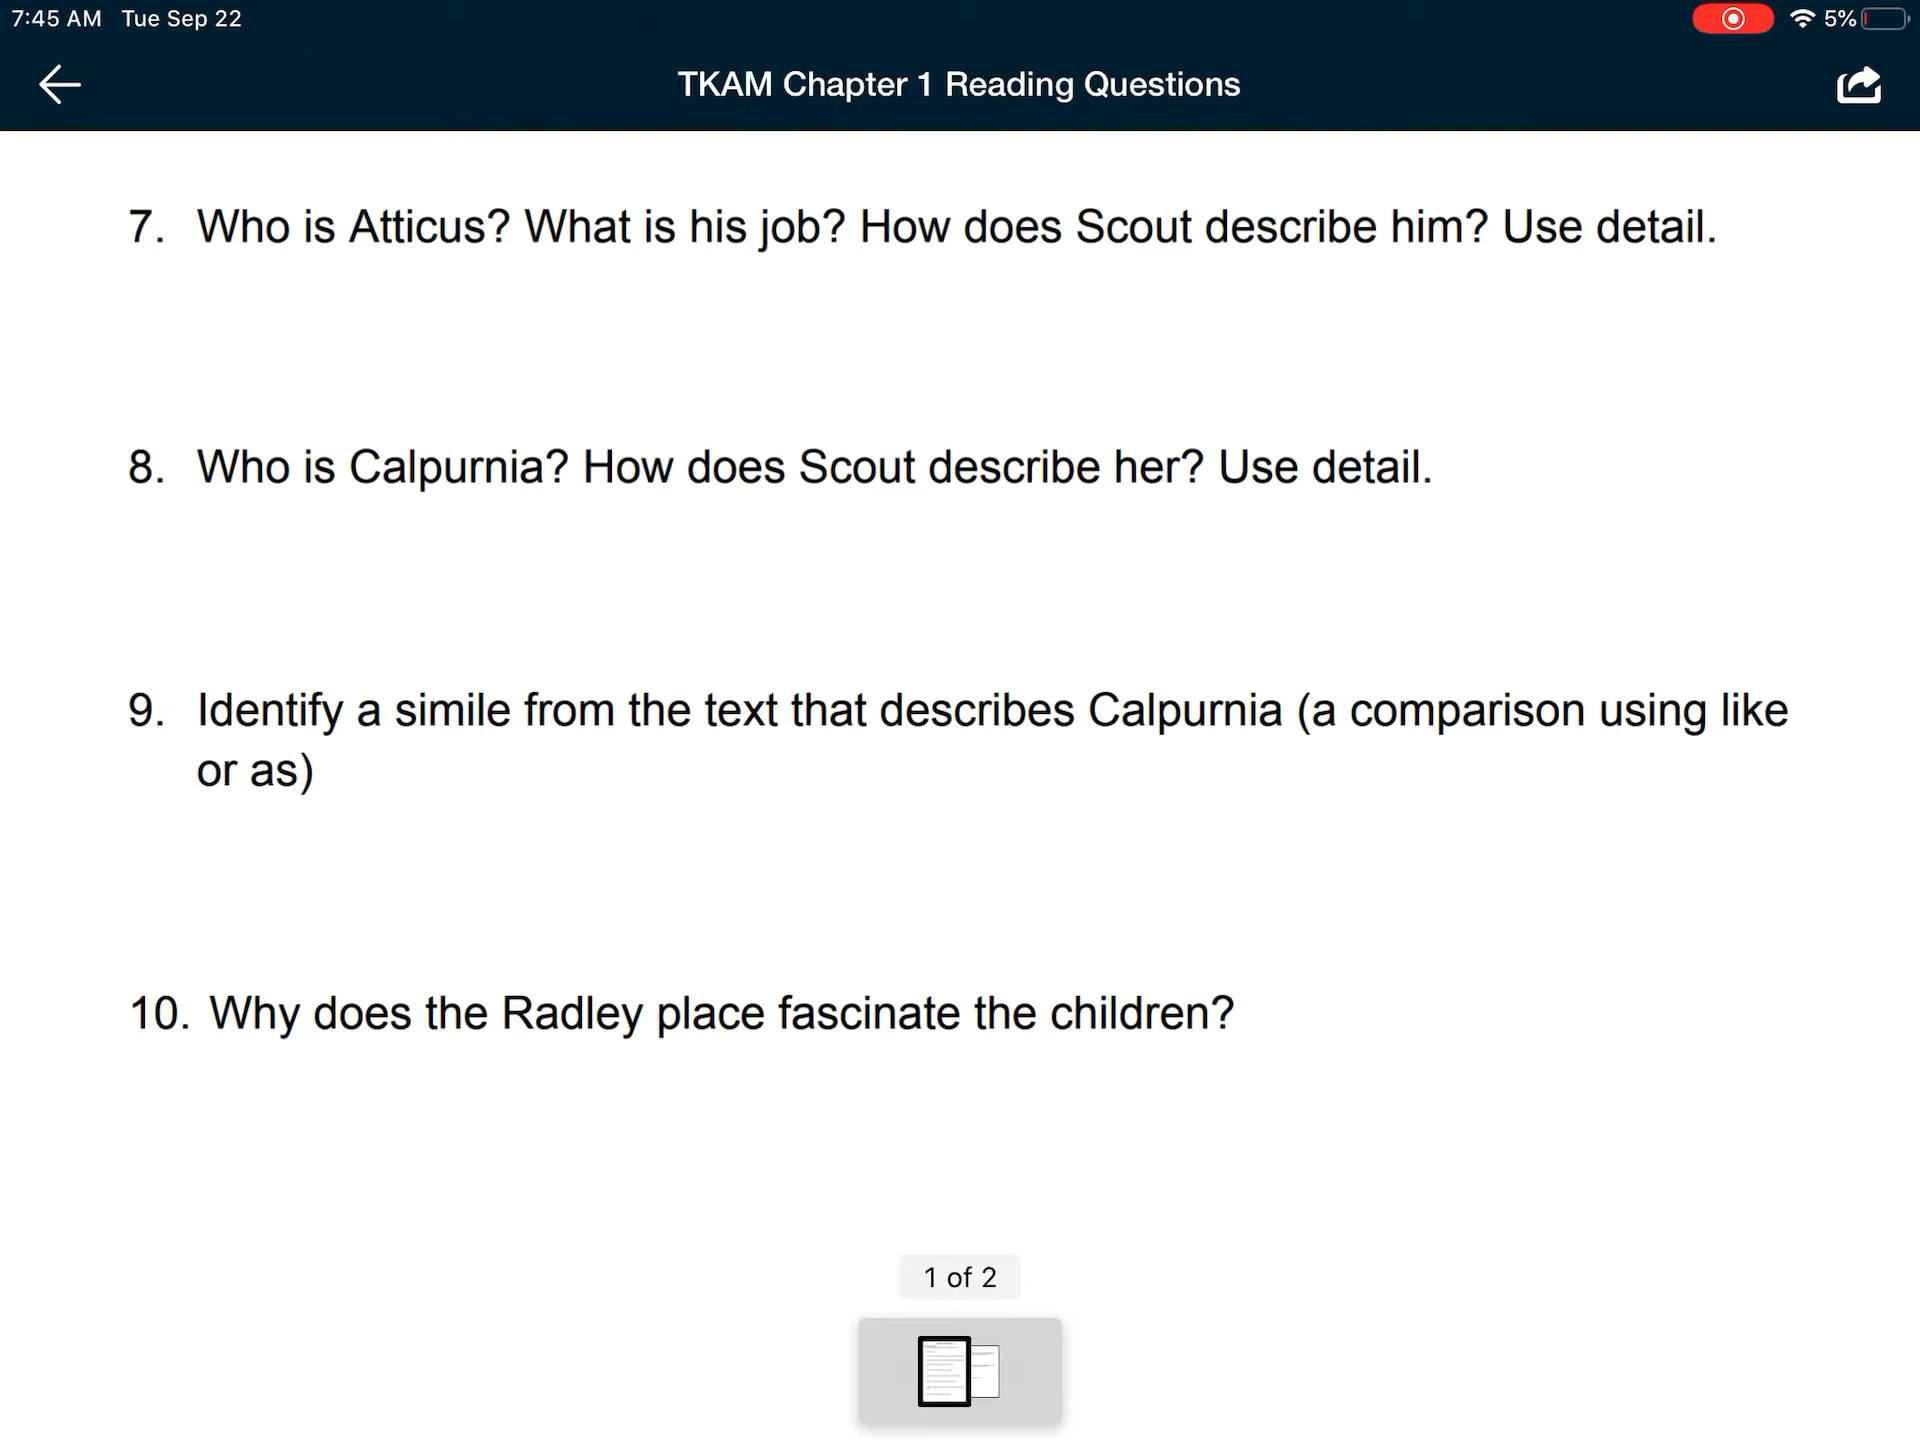 7:45 AM Tue Sep 22 5%
TKAM Chapter 1 Reading Questions
7. Who is Atticus? What is his job? How does Scout describe him? Use detail.
8. Who is Calpurnia? How does Scout describe her? Use detail.
9. Identify a simile from the text that describes Calpurnia (a comparison using like
or as)
10. Why does the Radley place fascinate the children?
1 of 2